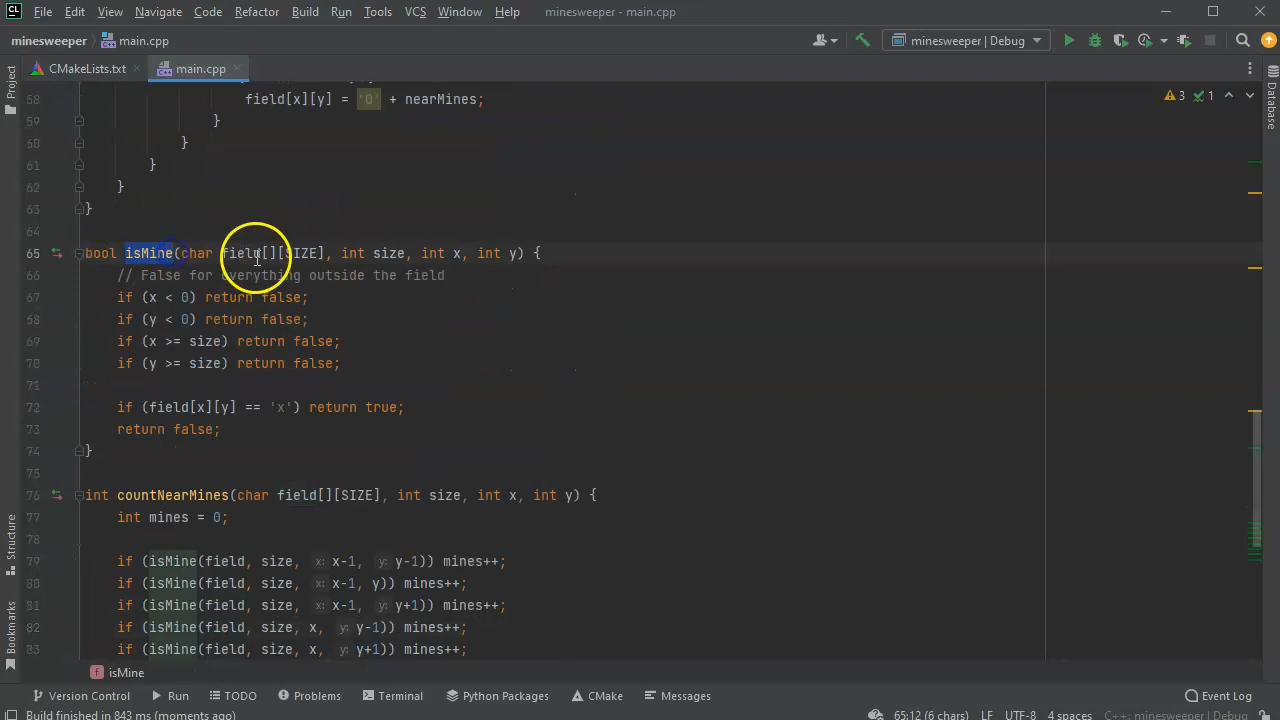 CL File Edit View Navigate Code Refactor Build Run Tools VCS Window Help minesweeper - main.cpp
minesweeper main.cpp minesweeper | Debug
CMakeLists.txt main.cpp
Project
Database
Structure
Bookmarks
3 1
58 field[x][y] = '0' + nearMines;
59 }
60 }
61 }
62 }
63 }
64
65 bool isMine(char field[][SIZE], int size, int x, int y) {
66 // False for everything outside the field
67 if (x < 0) return false;
68 if (y < 0) return false;
69 if (x >= size) return false;
70 if (y >= size) return false;
71
72 if (field[x][y] == 'x') return true;
73 return false;
74 }
75
76 int countNearMines(char field[][SIZE], int size, int x, int y) {
77 int mines = 0;
78
79 if (isMine(field, size, x: x-1, y: y-1)) mines++;
80 if (isMine(field, size, x: x-1, y)) mines++;
81 if (isMine(field, size, x: x-1, y: y+1)) mines++;
82 if (isMine(field, size, x, y: y-1)) mines++;
83 if (isMine(field, size, x, y: y+1)) mines++;
f isMine
Version Control Run TODO Problems Terminal Python Packages CMake Messages Event Log
Build finished in 843 ms (moments ago) 65:12 (6 chars) LF UTF-8 4 spaces C++: minesweeper | Debug